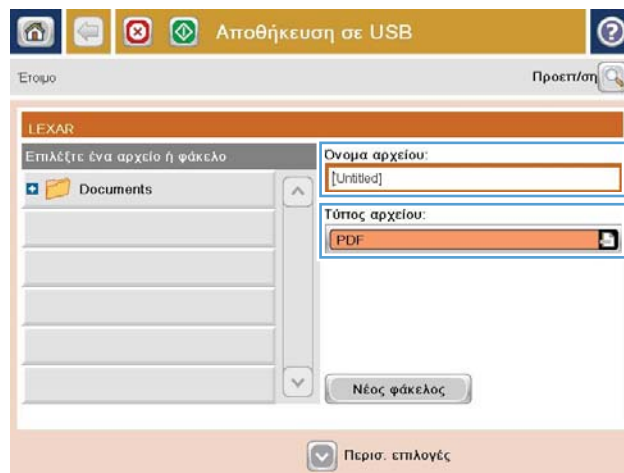 Αποθήκευση σε USB
Έτοιμο
Προεπ/ση
LEXAR
Επιλέξτε ένα αρχείο ή φάκελο
Documents
Όνομα αρχείου:
[Untitled]
Τύπος αρχείου:
PDF
Νέος φάκελος
Περισ. επιλογές